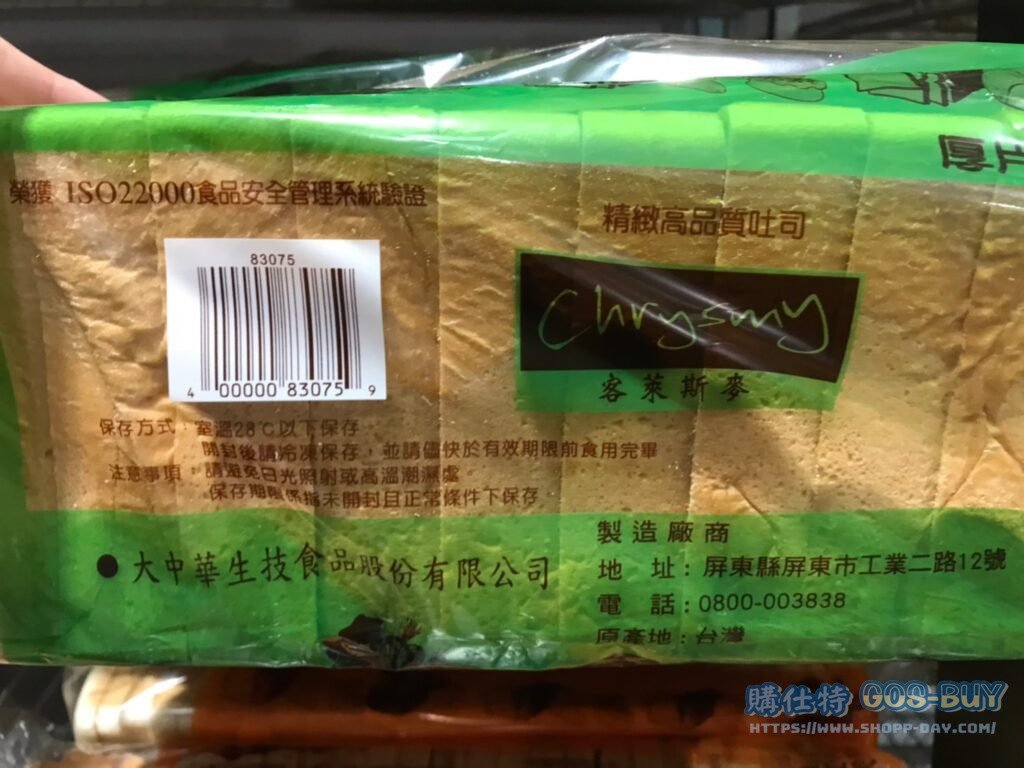 厚
榮獲 ISO22000食品安全管理系統驗證
83075
4 00000 83075 9
精緻高品質吐司
Chrysmy
客萊斯麥
保存方式：室溫28℃以下保存
開封後請冷凍保存，並請儘快於有效期限前食用完畢
注意事項：請避免日光照射或高溫潮濕處。
保存期限係指未開封且正常條件下保存
●大中華生技食品股份有限公司
製造廠商
地 址：屏東縣屏東市工業二路12號
電 話：0800-003838
原產地：台灣
購仕特 GOS-BUY
HTTPS://WWW.SHOPP-DAY.COM/